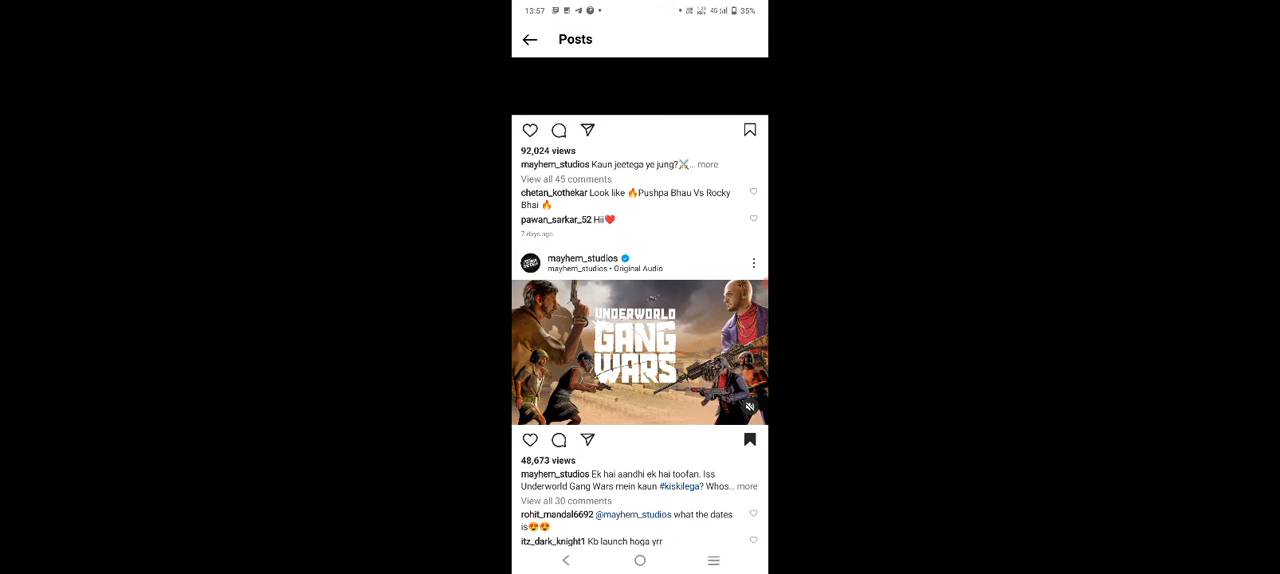 13:57
4G 35%
Posts
92,024 views
mayhem_studios Kaun jeetega ye jung?⚔️... more
View all 45 comments
chetan_kothekar Look like 🔥Pushpa Bhau Vs Rocky
Bhai 🔥
pawan_sarkar_52 Hii❤️
7 days ago
mayhem_studios
mayhem_studios • Original Audio
UNDERWORLD
GANG
WARS
48,673 views
mayhem_studios Ek hai aandhi ek hai toofan. Iss
Underworld Gang Wars mein kaun #kiskilega? Whos... more
View all 30 comments
rohit_mandal6692 @mayhem_studios what the dates
is😍😍
itz_dark_knight1 Kb launch hoga yrr